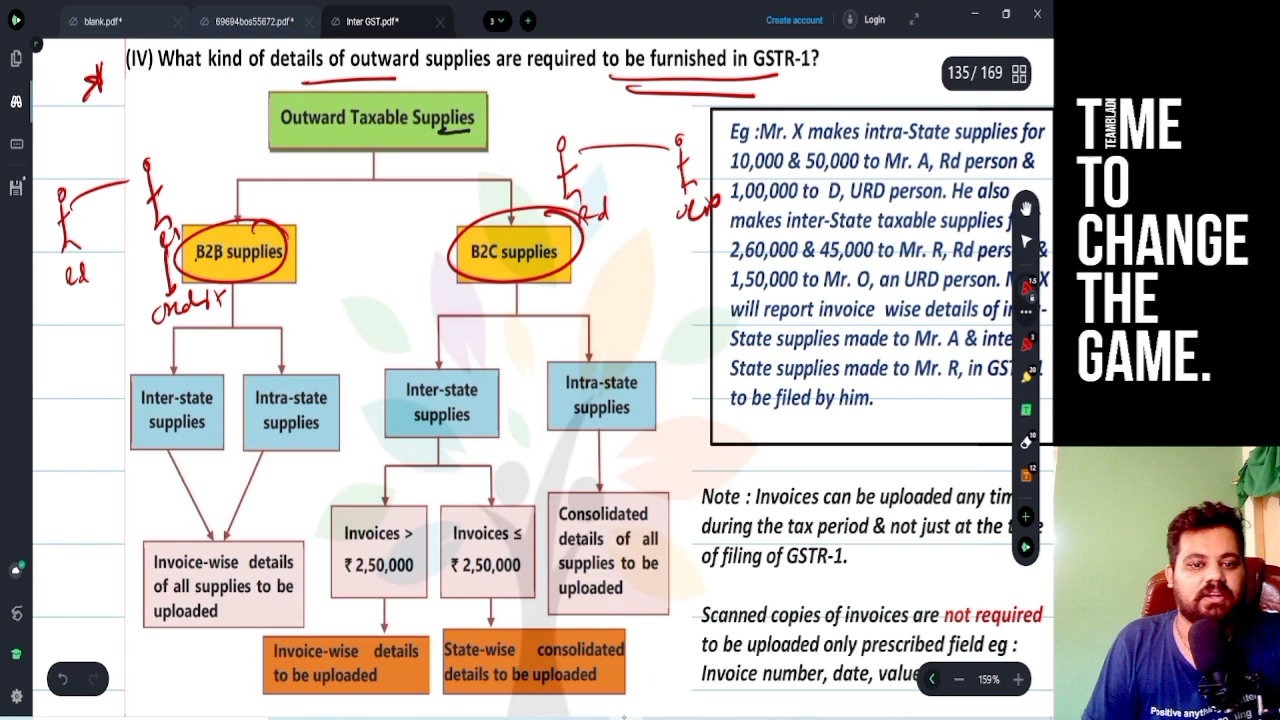 blank.pdf*
69694bos55672.pdf*
Inter GST.pdf*
3
Create account
Login
(IV) What kind of details of outward supplies are required to be furnished in GSTR-1?
135/ 169
Outward Taxable Supplies
B2B supplies
B2C supplies
Rd
Rd
credit
Inter-state supplies
Intra-state supplies
Inter-state supplies
Intra-state supplies
Invoice-wise details
of all supplies to be
uploaded
Invoices >
₹ 2,50,000
Invoices ≤
₹ 2,50,000
Consolidated
details of all
supplies to be
uploaded
Invoice-wise details
to be uploaded
State-wise consolidated
details to be uploaded
Eg :Mr. X makes intra-State supplies for
10,000 & 50,000 to Mr. A, Rd person &
1,00,000 to D, URD person. He also
makes inter-State taxable supplies
2,60,000 & 45,000 to Mr. R, Rd &
1,50,000 to Mr. O, an URD person. X
will report invoice wise details of
State supplies made to Mr. A &
State supplies made to Mr. R, in
to be filed by him.
Note : Invoices can be uploaded any
during the tax period & not just at the
of filing of GSTR-1.
Scanned copies of invoices are not required
to be uploaded only prescribed field eg :
Invoice number, date,
159%
TIME
TEAMBLADE
TO
CHANGE
THE
GAME.
Positive